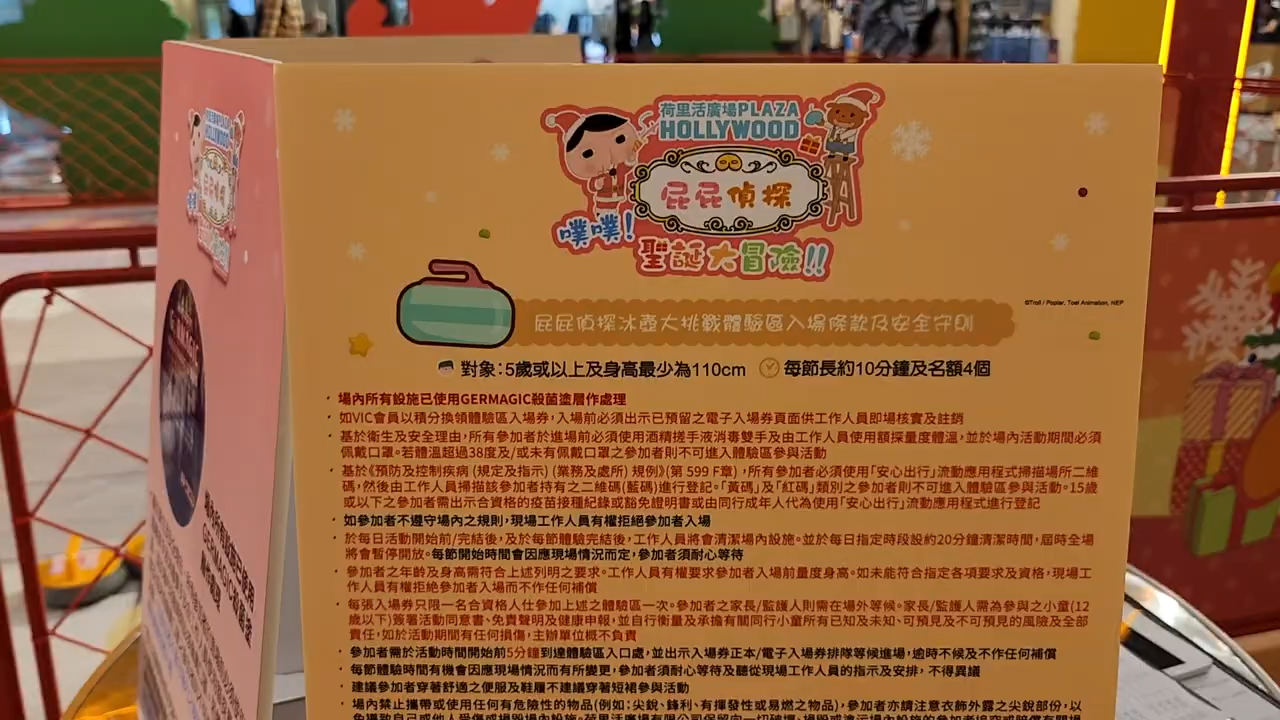 荷里活廣場PLAZA
HOLLYWOOD
屁屁偵探
噗噗!
聖誕大冒險!!
©Troll / Poplar, Toei Animation, NEP
屁屁偵探冰壺大挑戰體驗區入場條款及安全守則
對象:5歲或以上及身高最少為110cm 每節長約10分鐘及名額4個
· 場內所有設施已使用GERMAGIC殺菌塗層作處理
· 如VIC會員以積分換領體驗區入場券,入場前必須出示已預留之電子入場券頁面供工作人員即場核實及註銷
· 基於衛生及安全理由,所有參加者於進場前必須使用酒精搓手液消毒雙手及由工作人員使用額探量度體溫,並於場內活動期間必須
佩戴口罩。若體溫超過38度及/或未有佩戴口罩之參加者則不可進入體驗區參與活動
· 基於《預防及控制疾病 (規定及指示) (業務及處所) 規例》(第 599 F章) ,所有參加者必須使用「安心出行」流動應用程式掃描場所二維
碼,然後由工作人員掃描該參加者持有之二維碼(藍碼)進行登記。「黃碼」及「紅碼」類別之參加者則不可進入體驗區參與活動。15歲
或以上之參加者需出示合資格的疫苗接種紀錄或豁免證明書或由同行成年人代為使用「安心出行」流動應用程式進行登記
· 如參加者不遵守場內之規則,現場工作人員有權拒絕參加者入場
· 於每日活動開始前/完結後,及於每節體驗完結後,工作人員將會清潔場內設施。並於每日指定時段設約20分鐘清潔時間,屆時全場
將會暫停開放。每節開始時間會因應現場情況而定,參加者須耐心等待
· 參加者之年齡及身高需符合上述列明之要求。工作人員有權要求參加者入場前量度身高。如未能符合指定各項要求及資格,現場工
作人員有權拒絕參加者入場而不作任何補償
· 每張入場券只限一名合資格人仕參加上述之體驗區一次。參加者之家長/監護人則需在場外等候。家長/監護人需為參與之小童(12
歲以下)簽署活動同意書、免責聲明及健康申報,並自行衡量及承擔有關同行小童所有已知及未知、可預見及不可預見的風險及全部
責任,如於活動期間有任何損傷,主辦單位概不負責
· 參加者需於活動時間開始前5分鐘到達體驗區入口處,並出示入場券正本/電子入場券排隊等候進場,逾時不候及不作任何補償
· 每節體驗時間有機會因應現場情況而有所變更,參加者須耐心等待及聽從現場工作人員的指示及安排,不得異議
· 建議參加者穿著舒適之便服及鞋履不建議穿著短裙參與活動
· 場內禁止攜帶或使用任何有危險性的物品(例如:尖銳、鋒利、有揮發性或易燃之物品),參加者亦請注意衣飾外露之尖銳部份,以